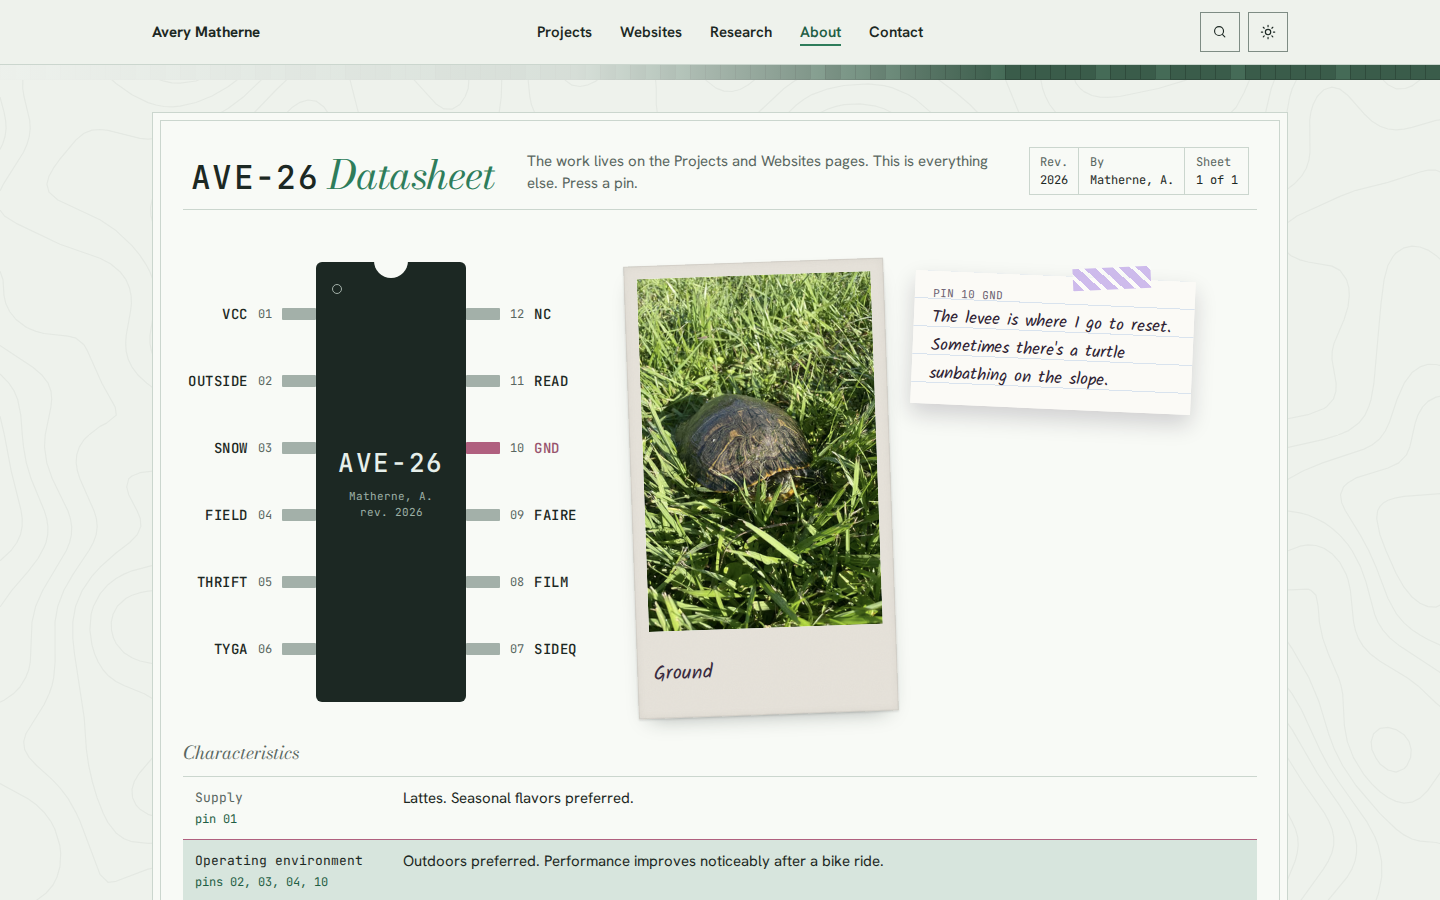 Avery Matherne
Projects
Websites
Research
About
Contact
AVE-26 Datasheet
The work lives on the Projects and Websites pages. This is everything
else. Press a pin.
Rev.
2026
By
Matherne, A.
Sheet
1 of 1
VCC 01
OUTSIDE 02
SNOW 03
FIELD 04
THRIFT 05
TYGA 06
AVE-26
Matherne, A.
rev. 2026
12 NC
11 READ
10 GND
09 FAIRE
08 FILM
07 SIDEQ
Ground
PIN 10 GND
The levee is where I go to reset.
Sometimes there's a turtle
sunbathing on the slope.
Characteristics
Supply
pin 01
Lattes. Seasonal flavors preferred.
Operating environment
pins 02, 03, 04, 10
Outdoors preferred. Performance improves noticeably after a bike ride.